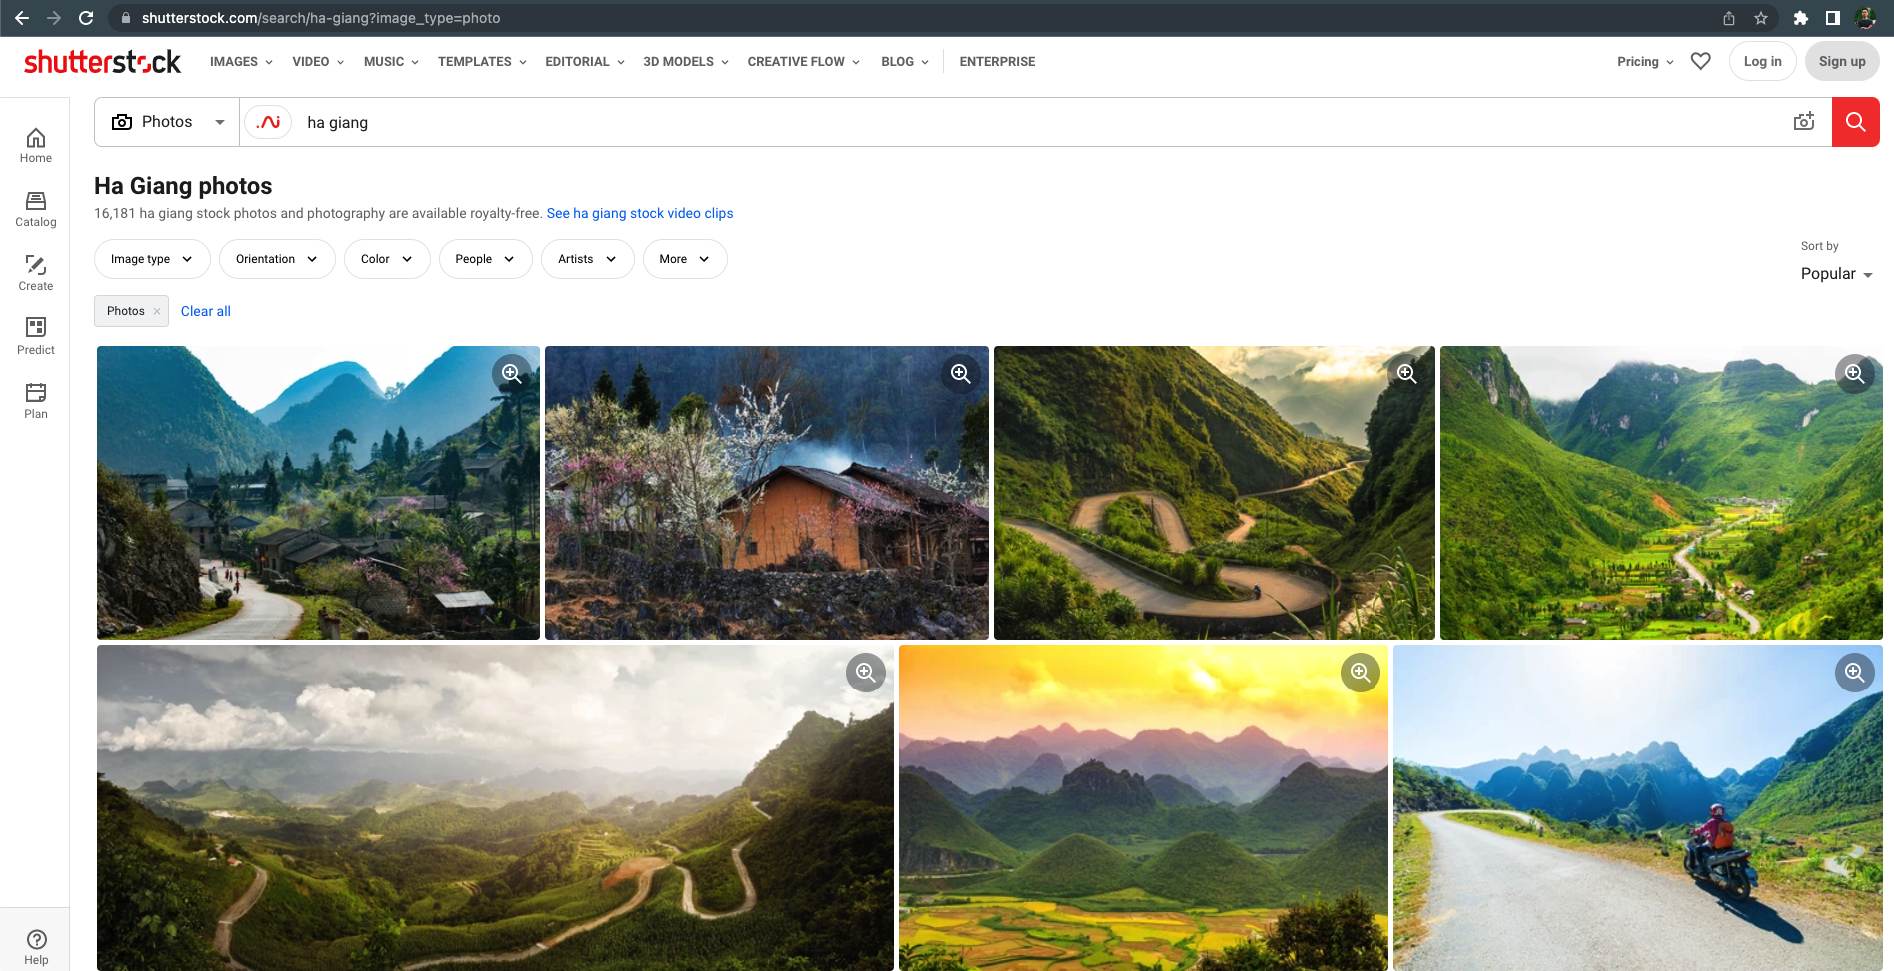 shutterstock.com/search/ha-giang?image_type=photo
shutterstock
IMAGES VIDEO MUSIC TEMPLATES EDITORIAL 3D MODELS CREATIVE FLOW BLOG ENTERPRISE Pricing Log in Sign up
Photos ha giang
Home
Catalog
Create
Predict
Plan
Ha Giang photos
16,181 ha giang stock photos and photography are available royalty-free. See ha giang stock video clips
Image type Orientation Color People Artists More
Sort by
Popular
Photos × Clear all
Help